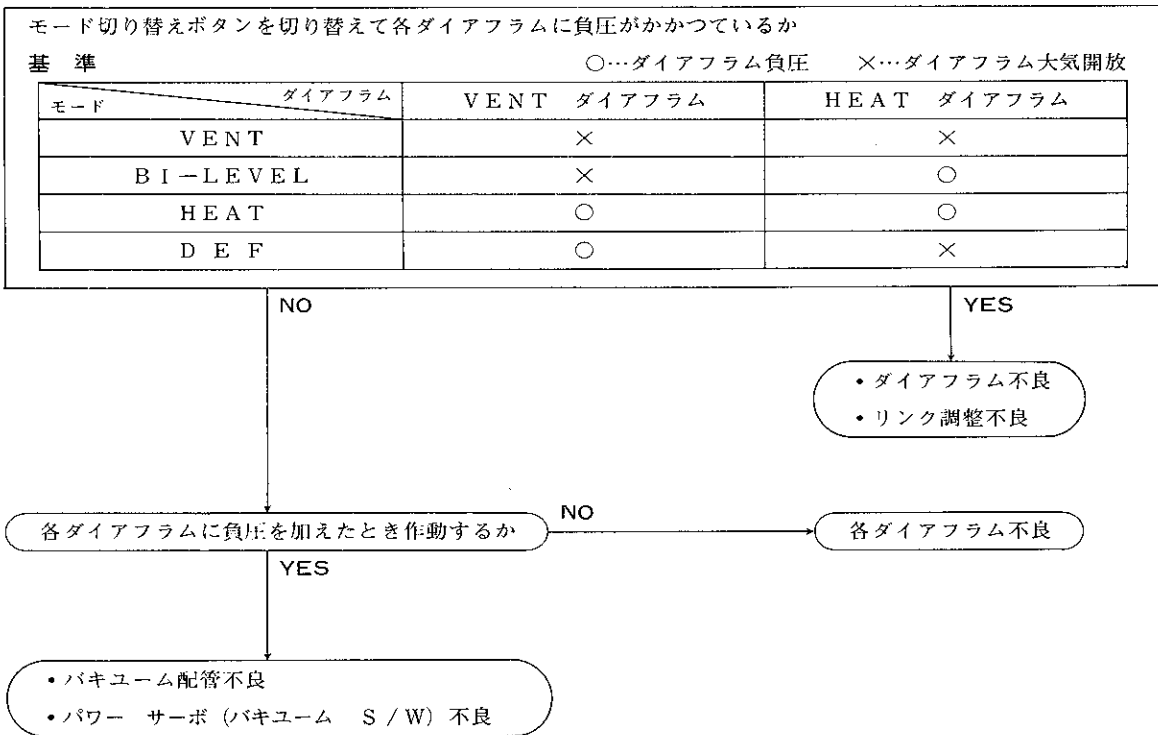 モード切り替えボタンを切り替えて各ダイアフラムに負圧がかかつているか
基 準 ○…ダイアフラム負圧 ×…ダイアフラム大気開放
モード ダイアフラム VENT ダイアフラム HEAT ダイアフラム
VENT × ×
BI-LEVEL × ○
HEAT ○ ○
DEF ○ ×
NO YES
・ダイアフラム不良
・リンク調整不良
各ダイアフラムに負圧を加えたとき作動するか NO 各ダイアフラム不良
YES
・バキユーム配管不良
・パワー サーボ (バキユーム S/W) 不良